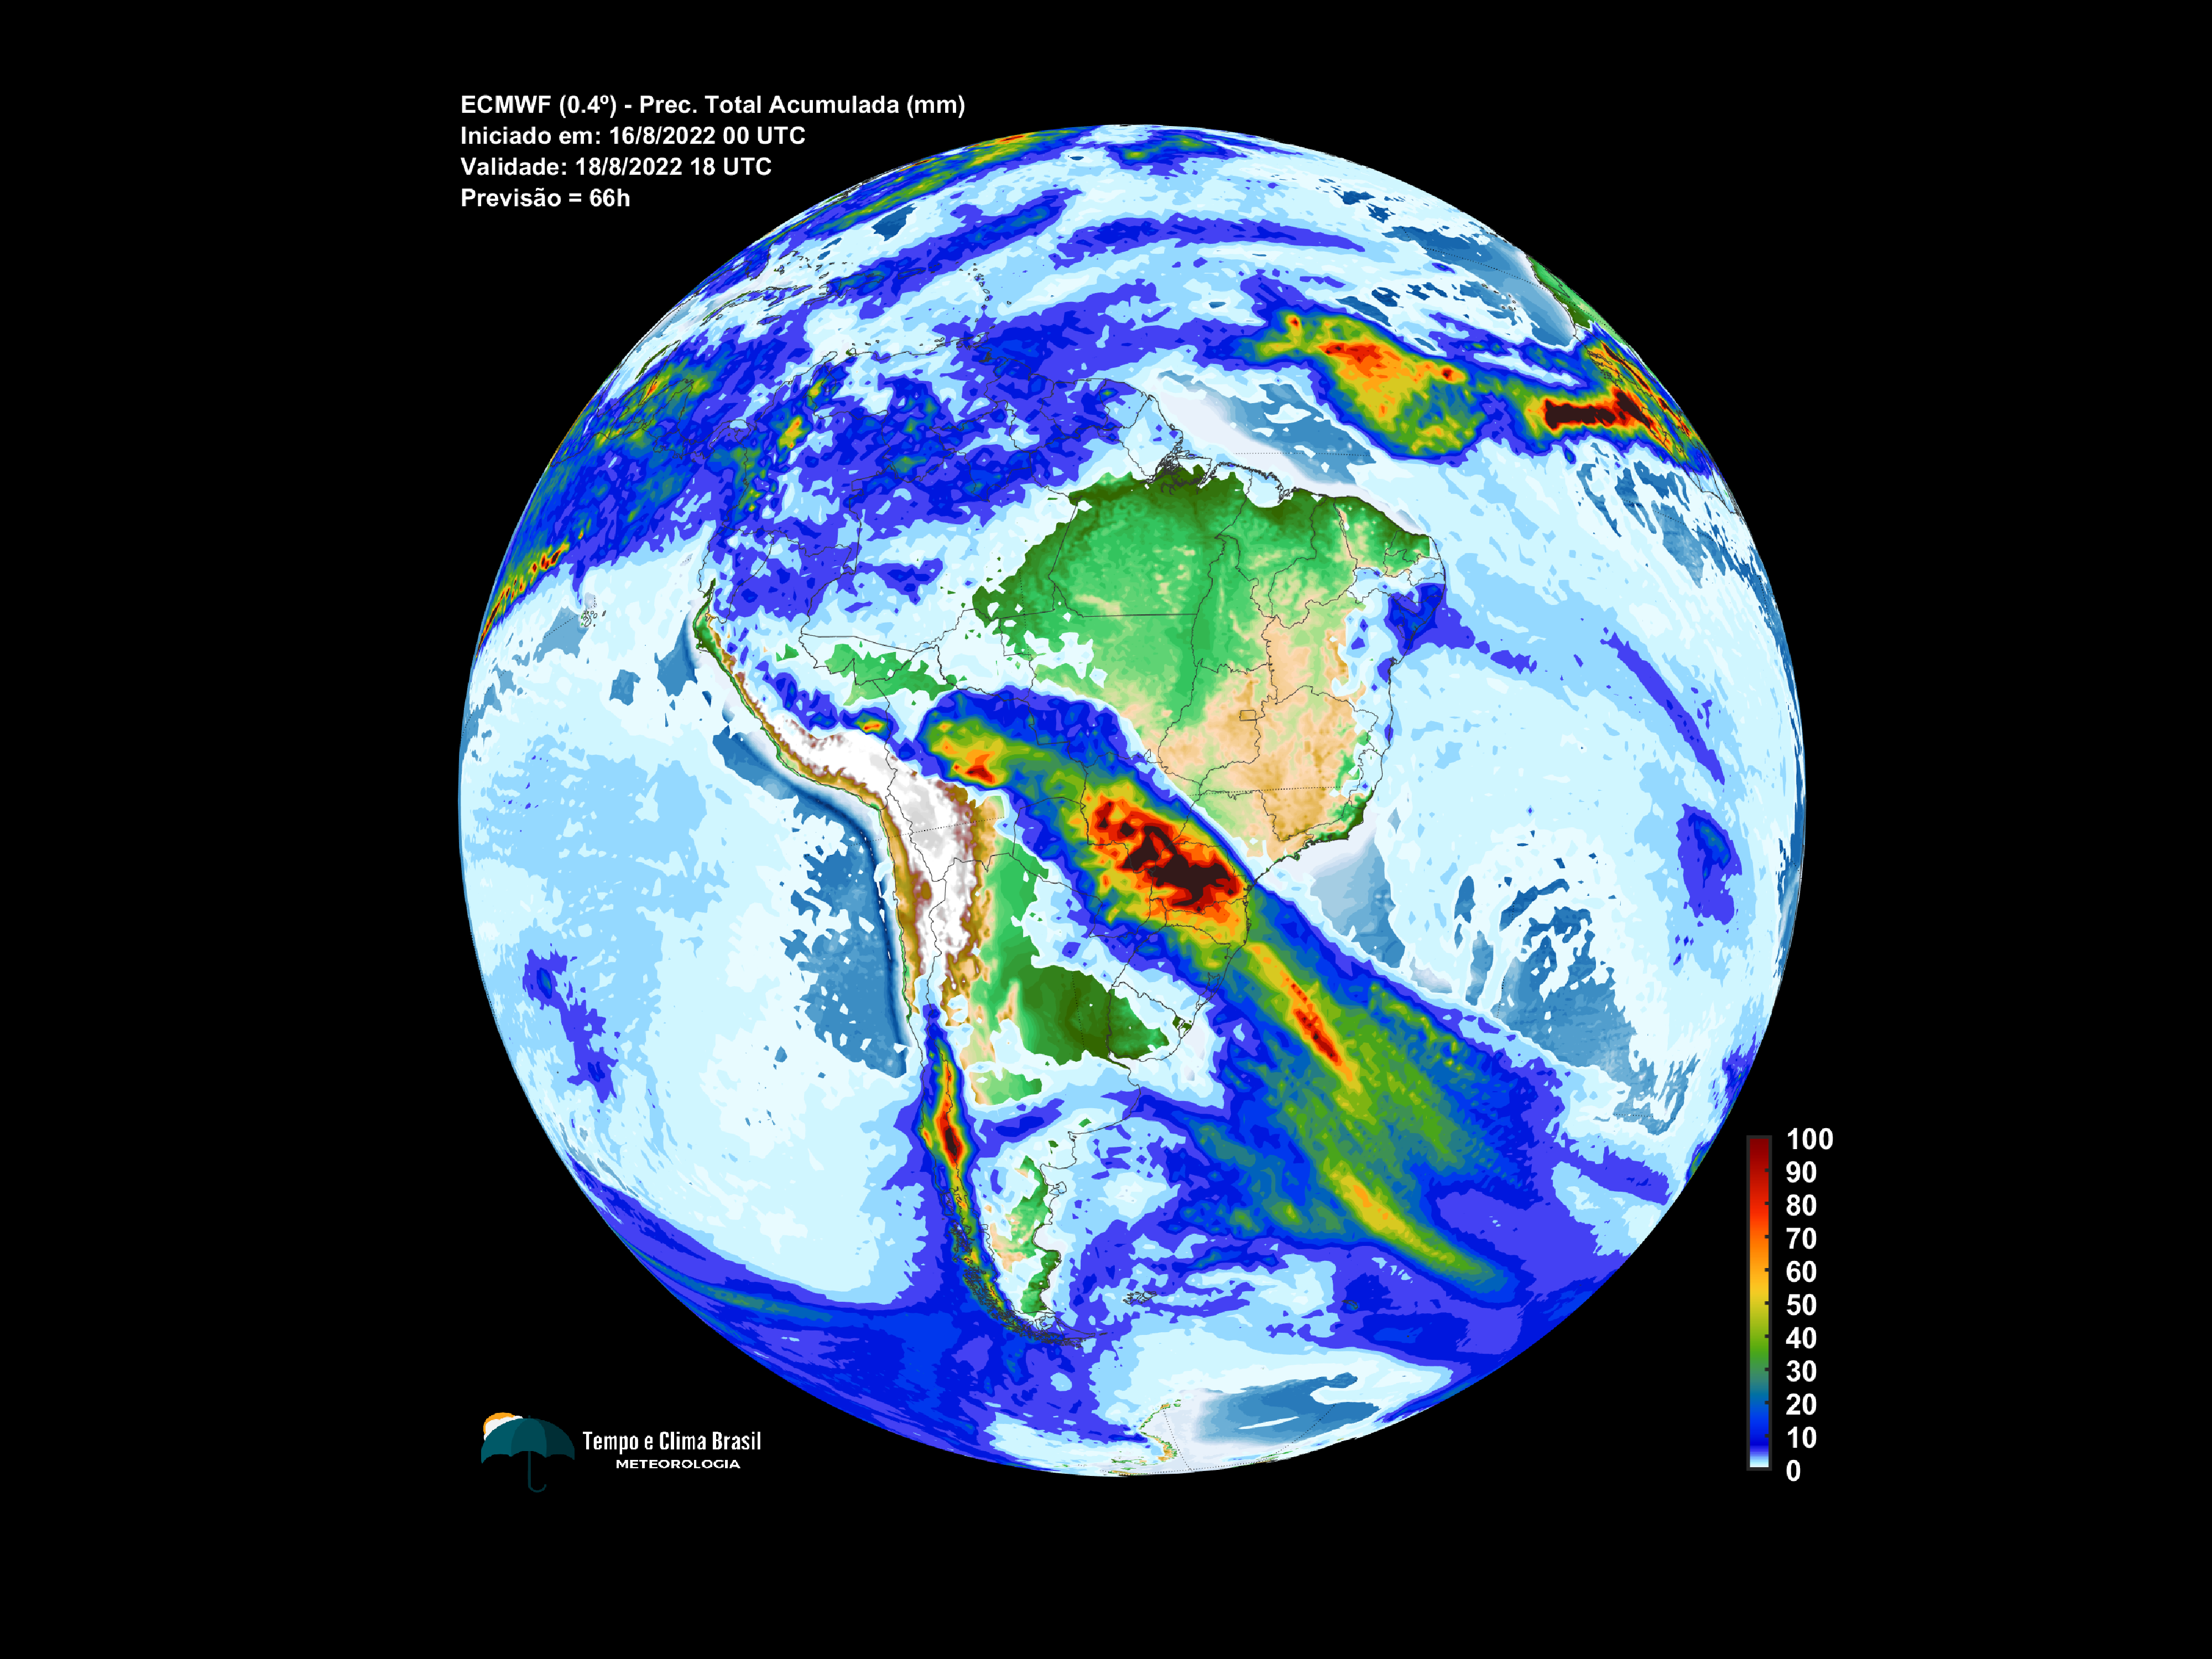 ECMWF (0.4º) - Prec. Total Acumulada (mm)
Iniciado em: 16/8/2022 00 UTC
Validade: 18/8/2022 18 UTC
Previsão = 66h
100
90
80
70
60
50
40
30
20
10
0
Tempo e Clima Brasil
METEOROLOGIA